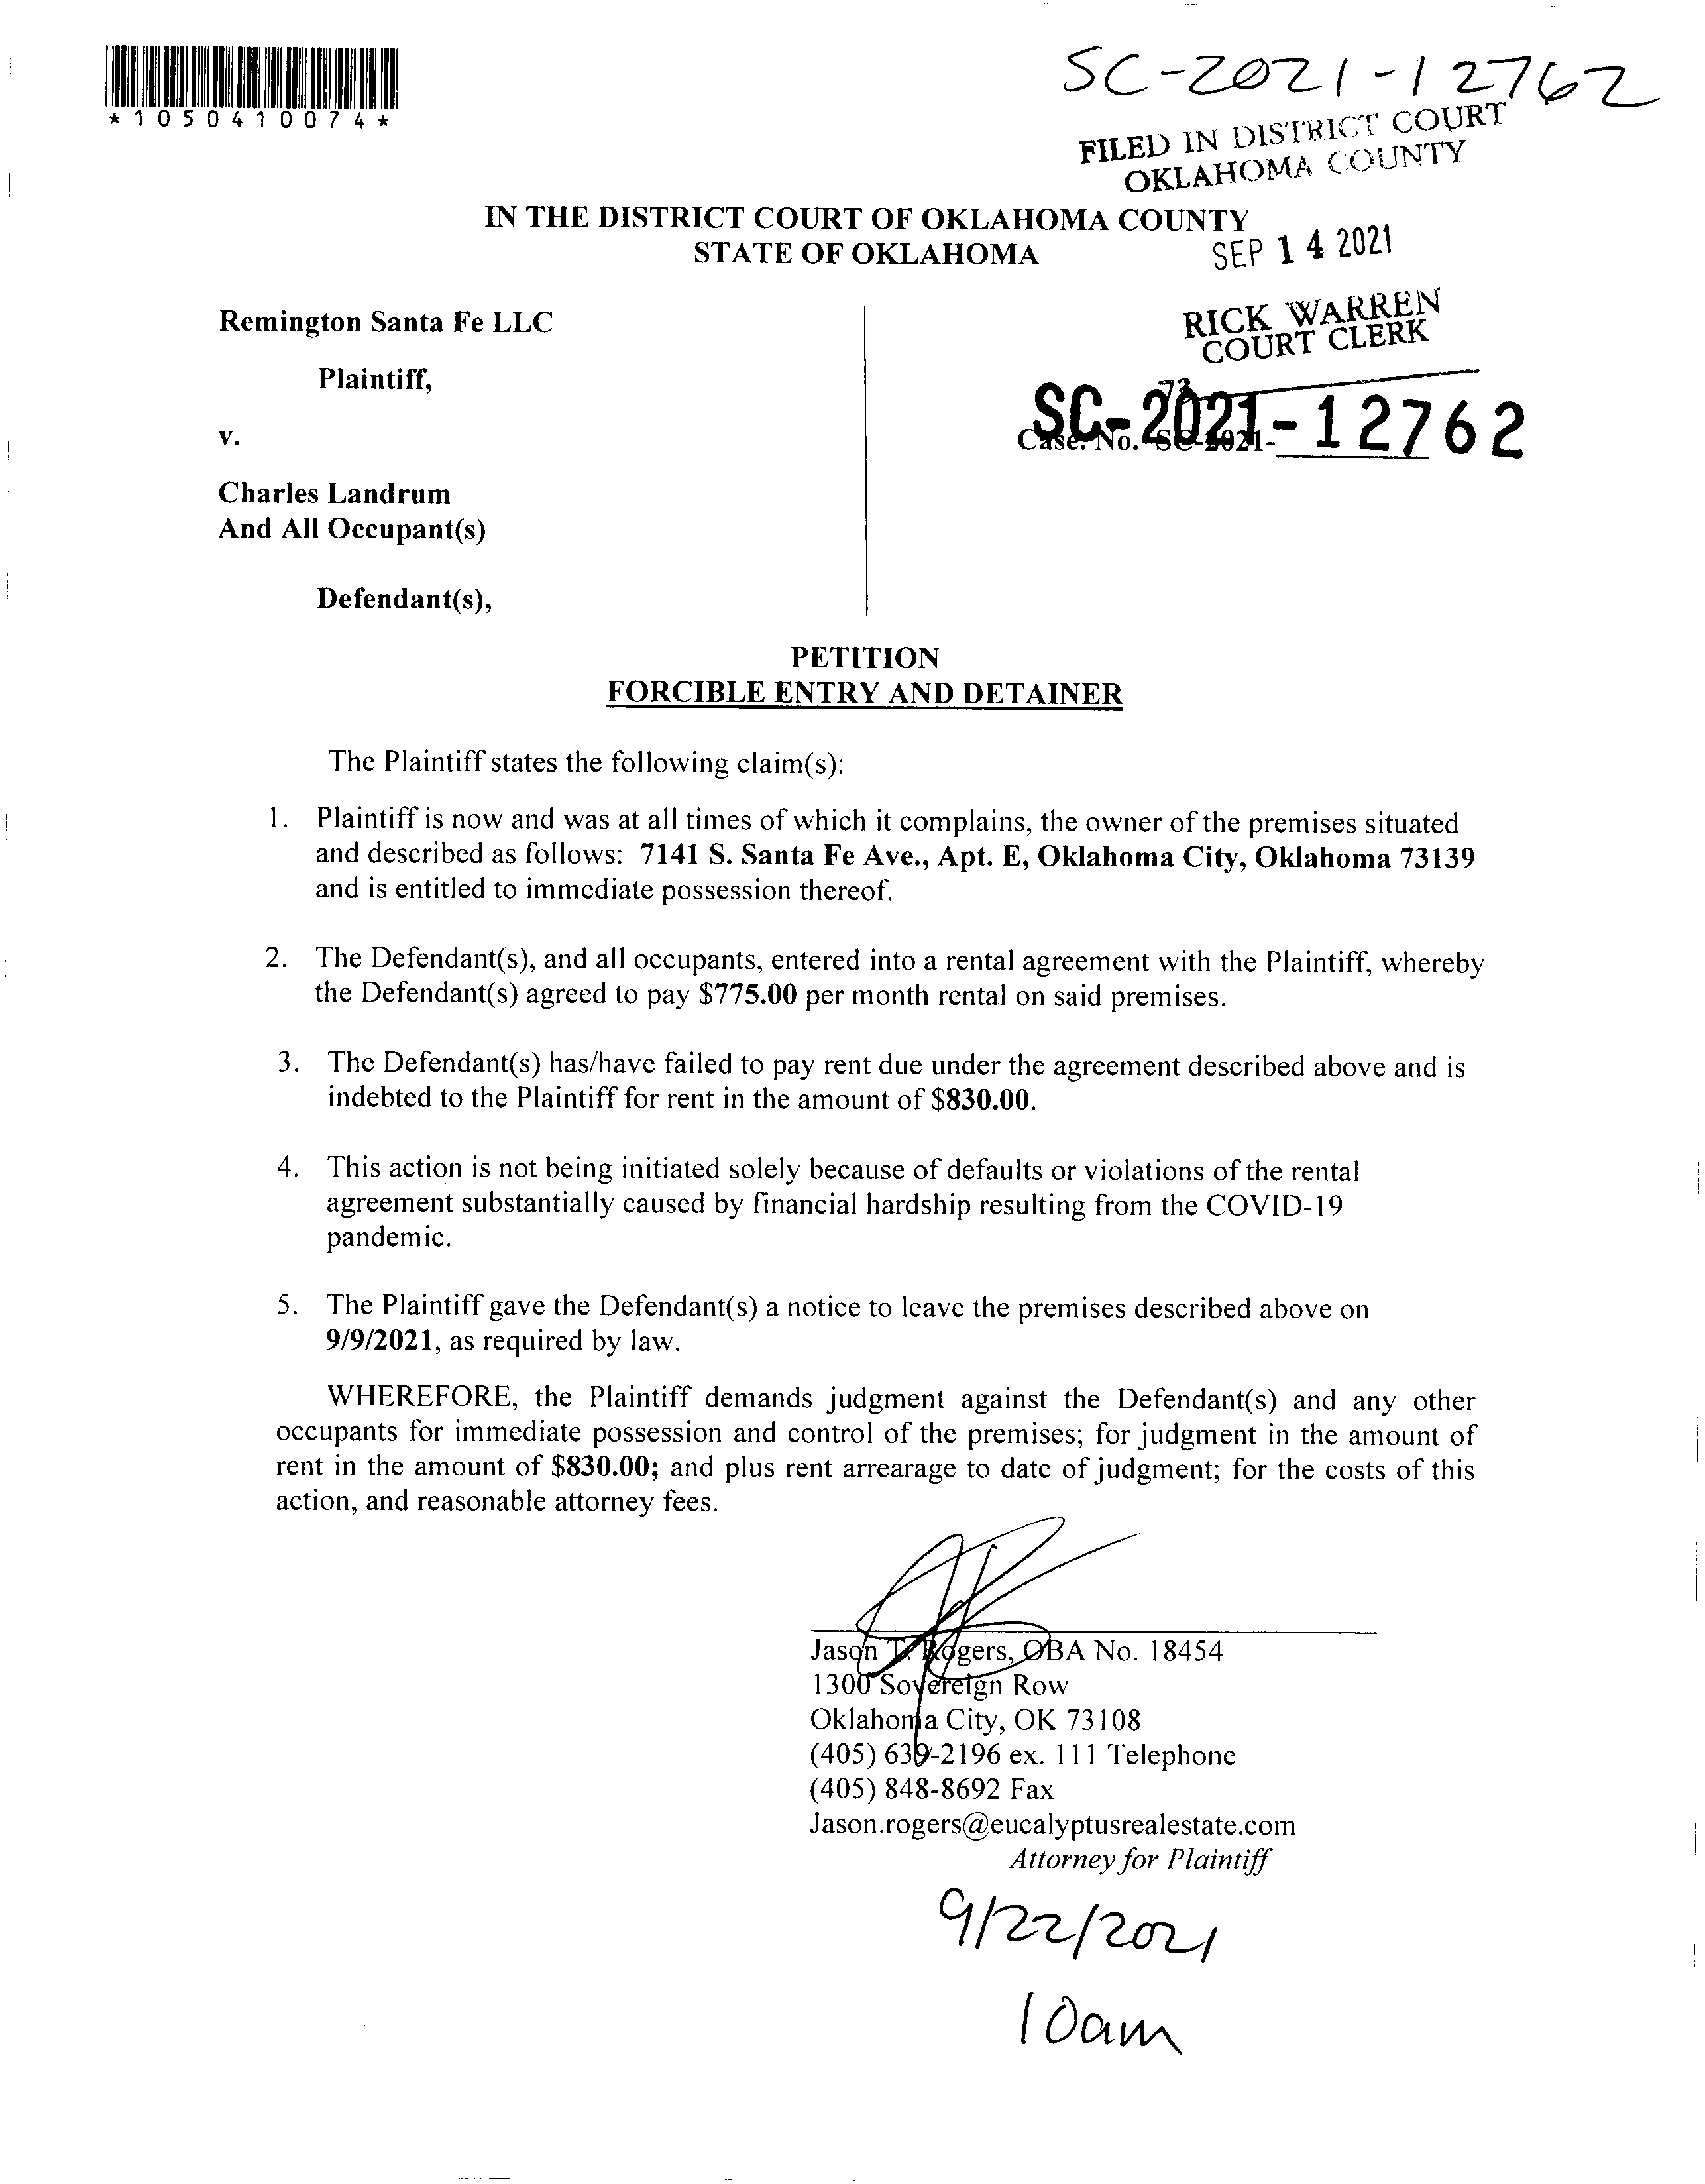 SC-2021-12762
*1050410074*
FILED IN DISTRICT COURT
OKLAHOMA COUNTY
IN THE DISTRICT COURT OF OKLAHOMA COUNTY
STATE OF OKLAHOMA
SEP 14 2021
RICK WARREN
COURT CLERK
73
Remington Santa Fe LLC
Plaintiff,
v.
SC-2021-12762
Case. No. SC-2021-
Charles Landrum
And All Occupant(s)
Defendant(s),
PETITION
FORCIBLE ENTRY AND DETAINER
The Plaintiff states the following claim(s):
1. Plaintiff is now and was at all times of which it complains, the owner of the premises situated
and described as follows: 7141 S. Santa Fe Ave., Apt. E, Oklahoma City, Oklahoma 73139
and is entitled to immediate possession thereof.
2. The Defendant(s), and all occupants, entered into a rental agreement with the Plaintiff, whereby
the Defendant(s) agreed to pay $775.00 per month rental on said premises.
3. The Defendant(s) has/have failed to pay rent due under the agreement described above and is
indebted to the Plaintiff for rent in the amount of $830.00.
4. This action is not being initiated solely because of defaults or violations of the rental
agreement substantially caused by financial hardship resulting from the COVID-19
pandemic.
5. The Plaintiff gave the Defendant(s) a notice to leave the premises described above on
9/9/2021, as required by law.
WHEREFORE, the Plaintiff demands judgment against the Defendant(s) and any other
occupants for immediate possession and control of the premises; for judgment in the amount of
rent in the amount of $830.00; and plus rent arrearage to date of judgment; for the costs of this
action, and reasonable attorney fees.
Jason T. Rogers, OBA No. 18454
1300 Sovereign Row
Oklahoma City, OK 73108
(405) 639-2196 ex. 111 Telephone
(405) 848-8692 Fax
Jason.rogers@eucalyptusrealestate.com
Attorney for Plaintiff
9/22/2021
10am